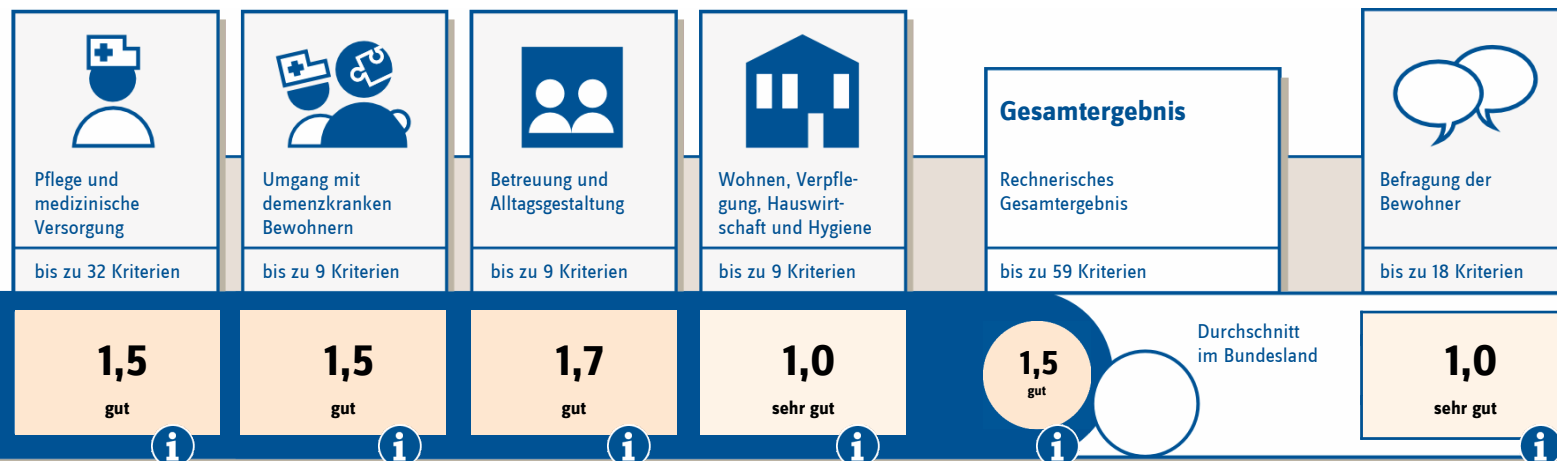 Pflege und
medizinische
Versorgung
bis zu 32 Kriterien
1,5
gut
i
Umgang mit
demenzkranken
Bewohnern
bis zu 9 Kriterien
1,5
gut
i
Betreuung und
Alltagsgestaltung
bis zu 9 Kriterien
1,7
gut
i
Wohnen, Verpfle-
gung, Hauswirt-
schaft und Hygiene
bis zu 9 Kriterien
1,0
sehr gut
i
Gesamtergebnis
Rechnerisches
Gesamtergebnis
bis zu 59 Kriterien
1,5
gut
i
Durchschnitt
im Bundesland
Befragung der
Bewohner
bis zu 18 Kriterien
1,0
sehr gut
i